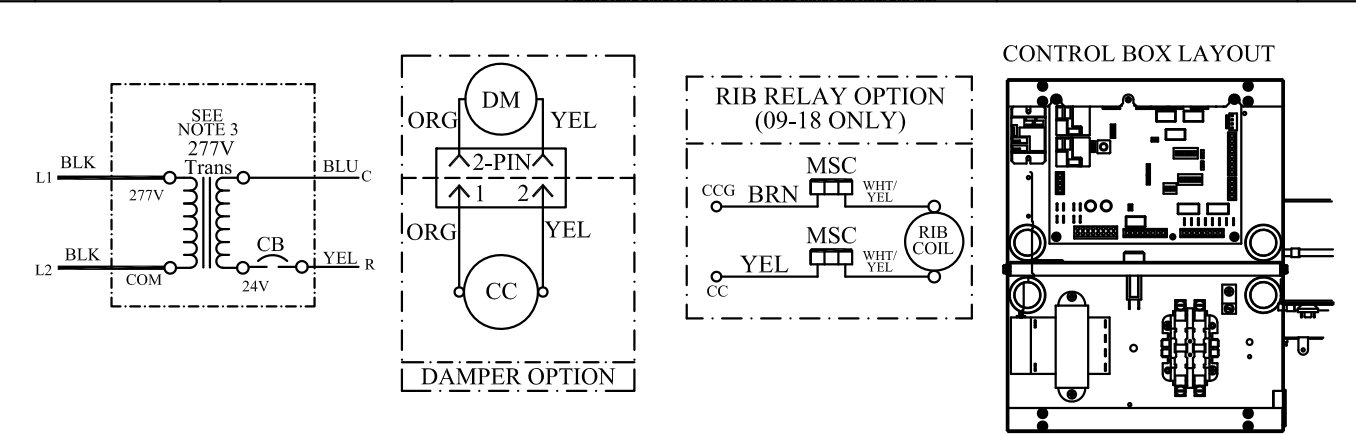 SEE
NOTE 3
277V
Trans
BLK
L1
277V
BLU
C
BLK
L2
COM
CB
24V
YEL
R
DM
ORG
YEL
2-PIN
1
2
ORG
YEL
CC
DAMPER OPTION
RIB RELAY OPTION
(09-18 ONLY)
MSC
CCG
BRN
WHT/
YEL
RIB
COIL
MSC
YEL
WHT/
YEL
CC
CONTROL BOX LAYOUT